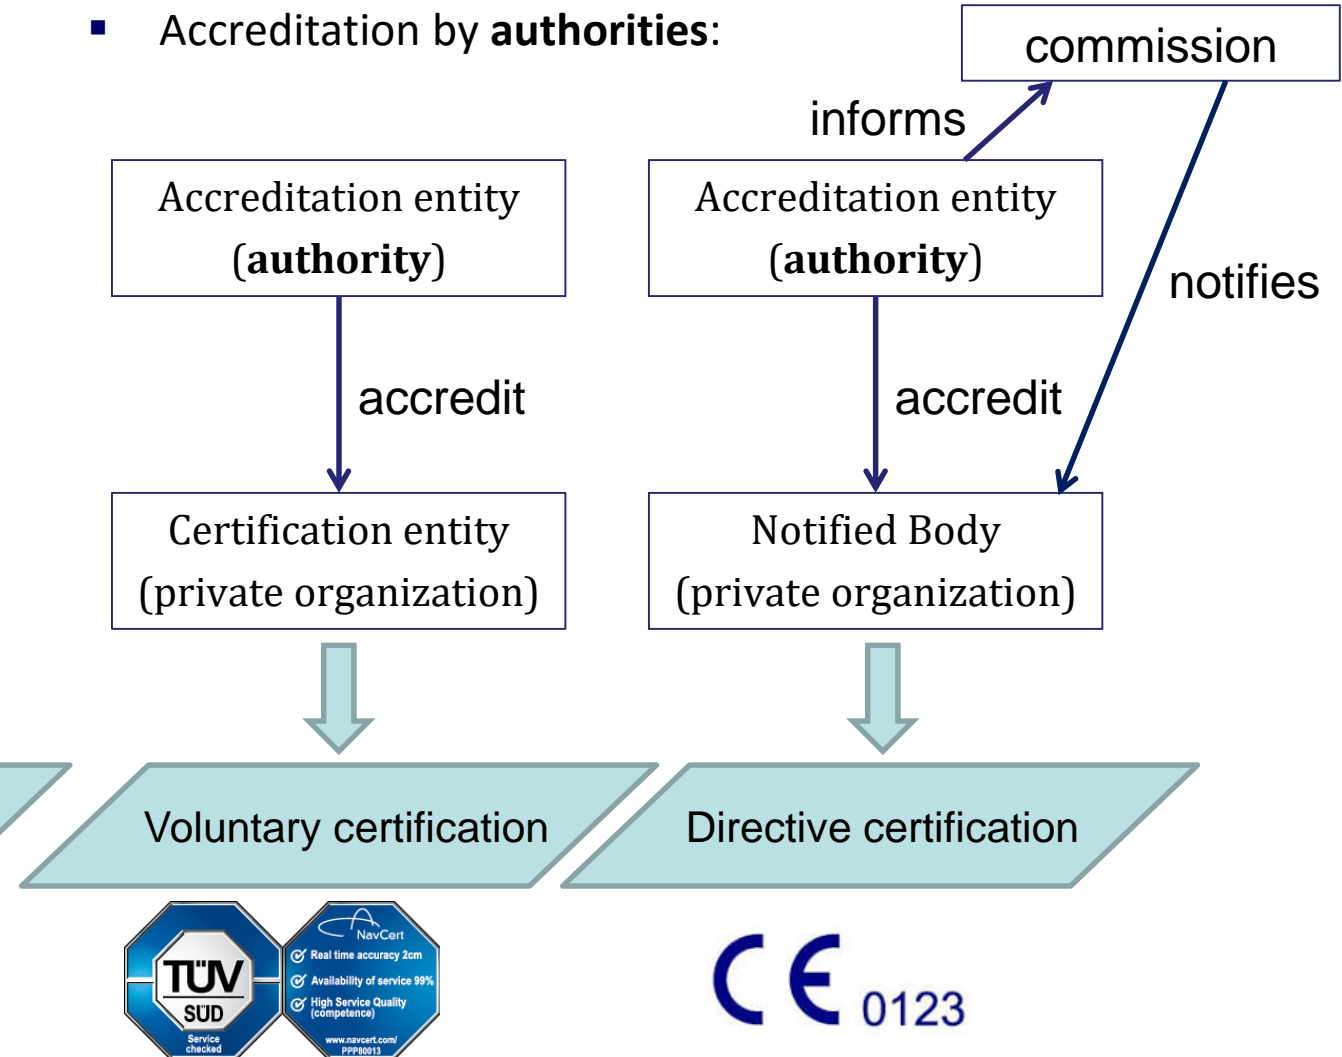 ▪ Accreditation by authorities:
commission
informs
Accreditation entity
(authority)
Accreditation entity
(authority)
notifies
accredit
accredit
Certification entity
(private organization)
Notified Body
(private organization)
Voluntary certification
Directive certification
TÜV
SÜD
Service
checked
NavCert
Real time accuracy 2cm
Availability of service 99%
High Service Quality
(competence)
www.navcert.com/
PPP80013
CE 0123